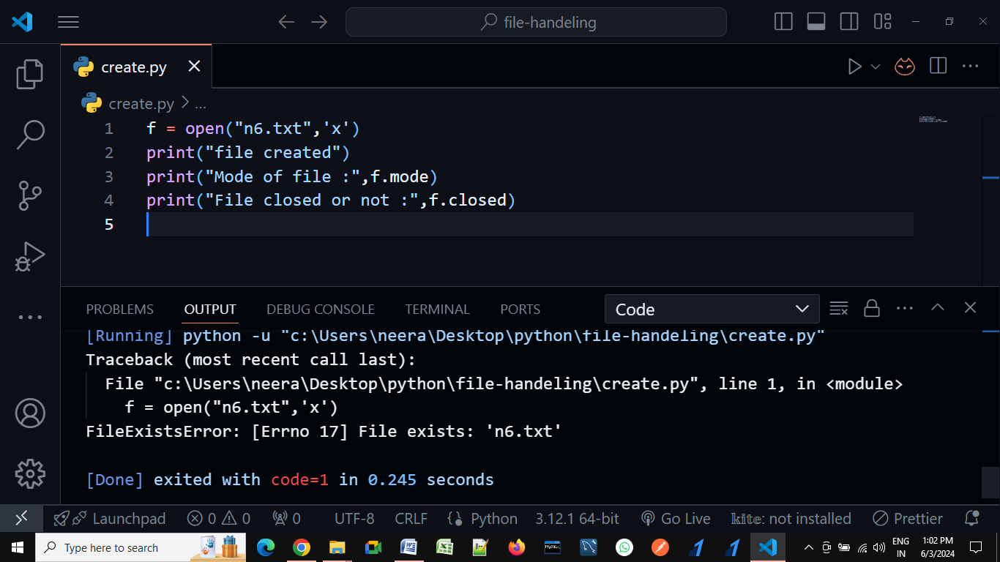 file-handeling
create.py
create.py > ...
1 f = open("n6.txt",'x')
2 print("file created")
3 print("Mode of file :",f.mode)
4 print("File closed or not :",f.closed)
5
PROBLEMS OUTPUT DEBUG CONSOLE TERMINAL PORTS Code
[Running] python -u "c:\Users\neera\Desktop\python\file-handeling\create.py"
Traceback (most recent call last):
  File "c:\Users\neera\Desktop\python\file-handeling\create.py", line 1, in <module>
    f = open("n6.txt",'x')
FileExistsError: [Errno 17] File exists: 'n6.txt'
[Done] exited with code=1 in 0.245 seconds
Launchpad 0 0 0 UTF-8 CRLF Python 3.12.1 64-bit Go Live kite: not installed Prettier
Type here to search ENG 1:02 PM
IN 6/3/2024